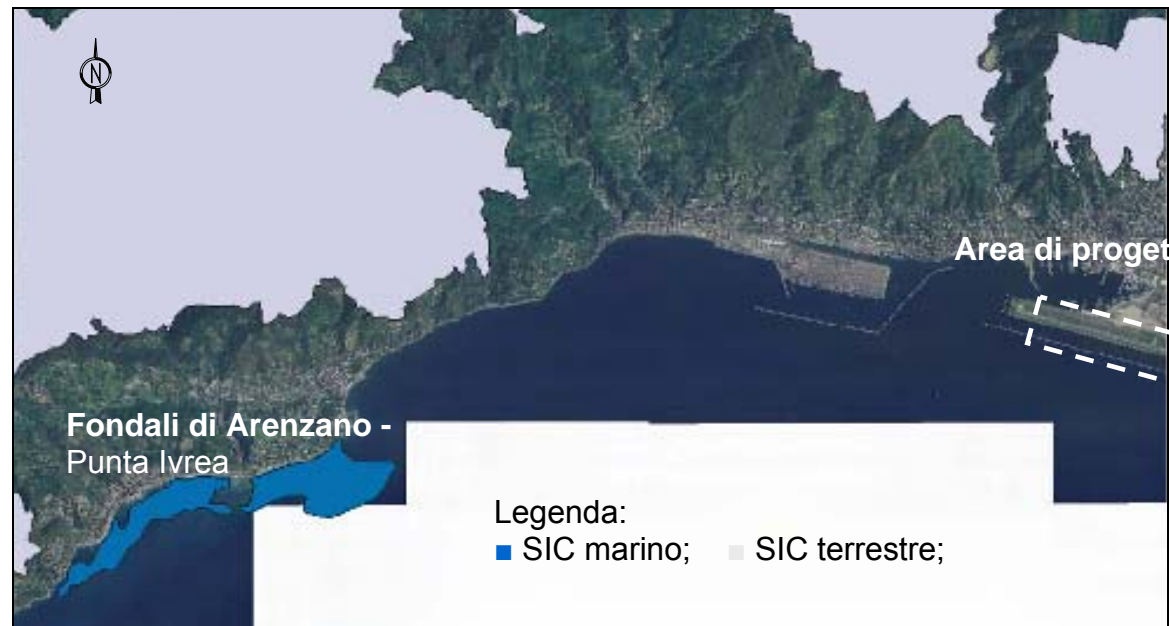 N
Area di proget
Fondali di Arenzano -
Punta Ivrea
Legenda:
■ SIC marino; ■ SIC terrestre;